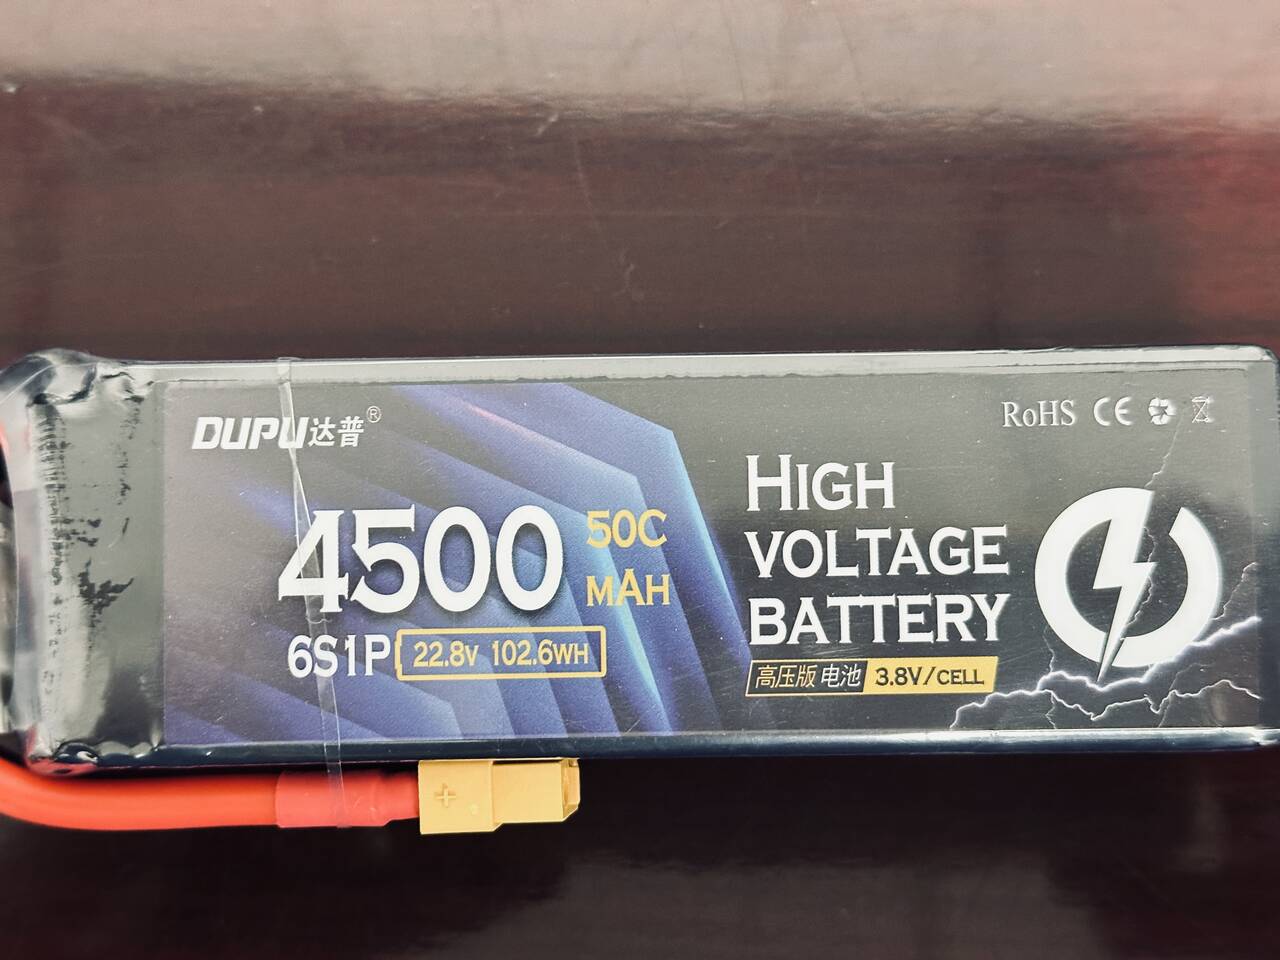 DUPU达普®
RoHS CE
4500 50C MAH
6S1P 22.8V 102.6WH
HIGH
VOLTAGE
BATTERY
高压版电池 3.8V/CELL
+